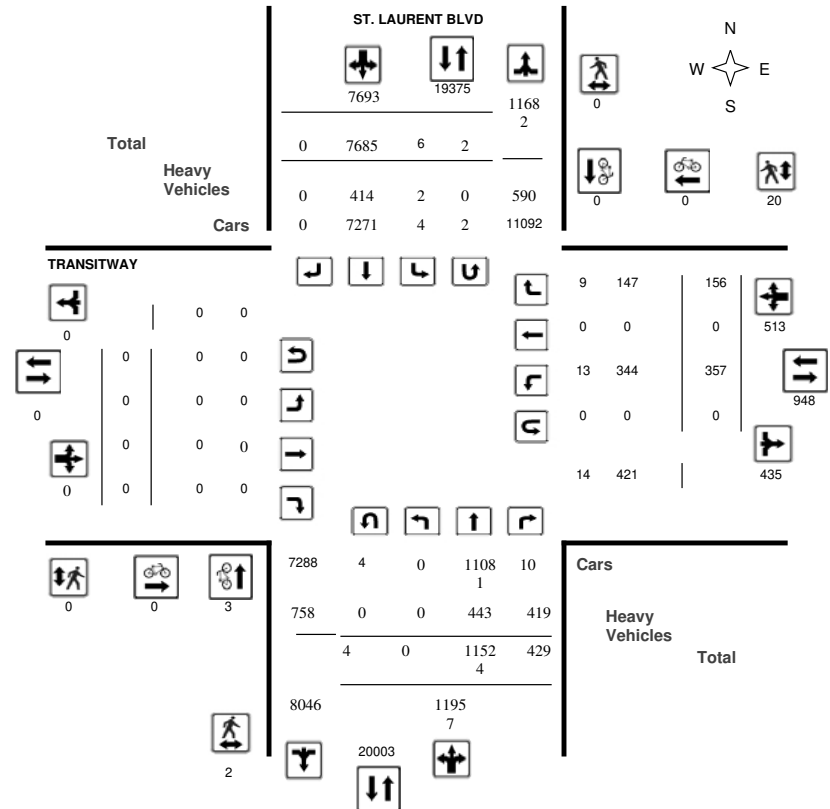 ST. LAURENT BLVD
N
W E
S
7693
19375
1168
2
0
Total
0 7685 6 2
Heavy
Vehicles
0 414 2 0 590
0 0 20
Cars
0 7271 4 2 11092
TRANSITWAY
0
0 0
0 0 0
0
0 0 0
0 0 0
0
0 0 0
9 147 156
0 0 0
513
13 344 357
948
0 0 0
14 421 435
7288 4 0 1108
1
10
Cars
0 0 3
758 0 0 443 419
Heavy
Vehicles
4 0 1152
4
429
Total
8046
1195
7
20003
2